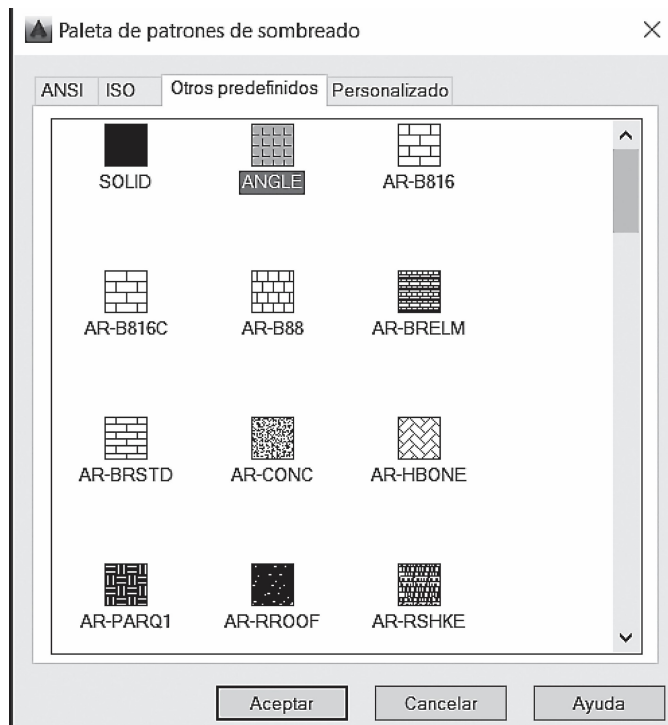 Paleta de patrones de sombreado
ANSI ISO Otros predefinidos Personalizado
SOLID ANGLE AR-B816
AR-B816C AR-B88 AR-BRELM
AR-BRSTD AR-CONC AR-HBONE
AR-PARQ1 AR-RROOF AR-RSHKE
Aceptar Cancelar Ayuda